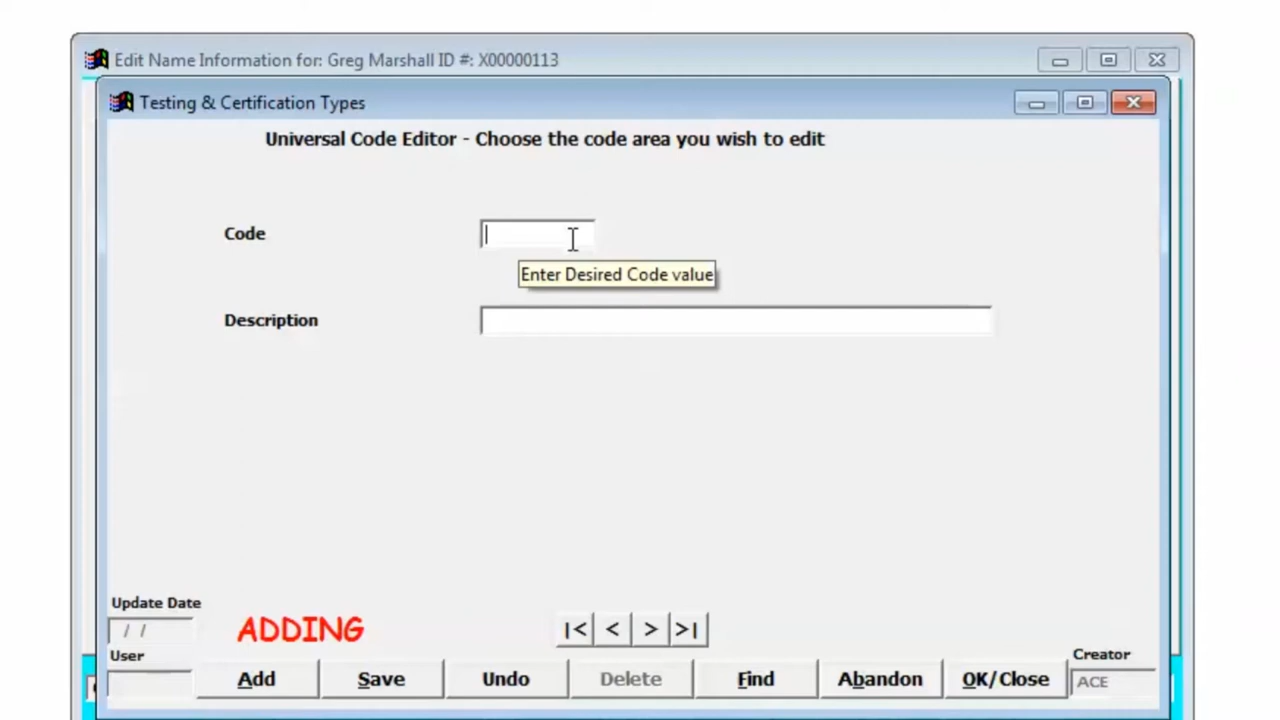 Edit Name Information for: Greg Marshall ID #: X00000113
Testing & Certification Types
Universal Code Editor - Choose the code area you wish to edit
Code
Enter Desired Code value
Description
Update Date
/ /
ADDING
|< < > >|
User
Creator
Add Save Undo Delete Find Abandon OK/Close
ACE